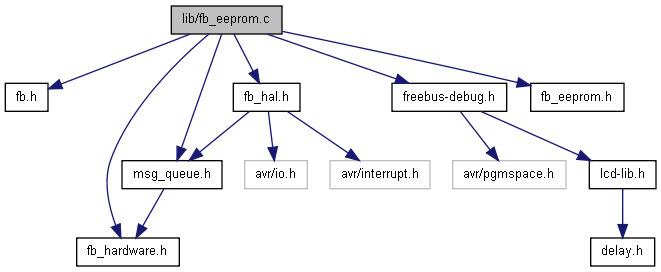 lib/fb_eeprom.c
fb.h
fb_hal.h
freebus-debug.h
fb_eeprom.h
msg_queue.h
avr/io.h
avr/interrupt.h
avr/pgmspace.h
lcd-lib.h
fb_hardware.h
delay.h